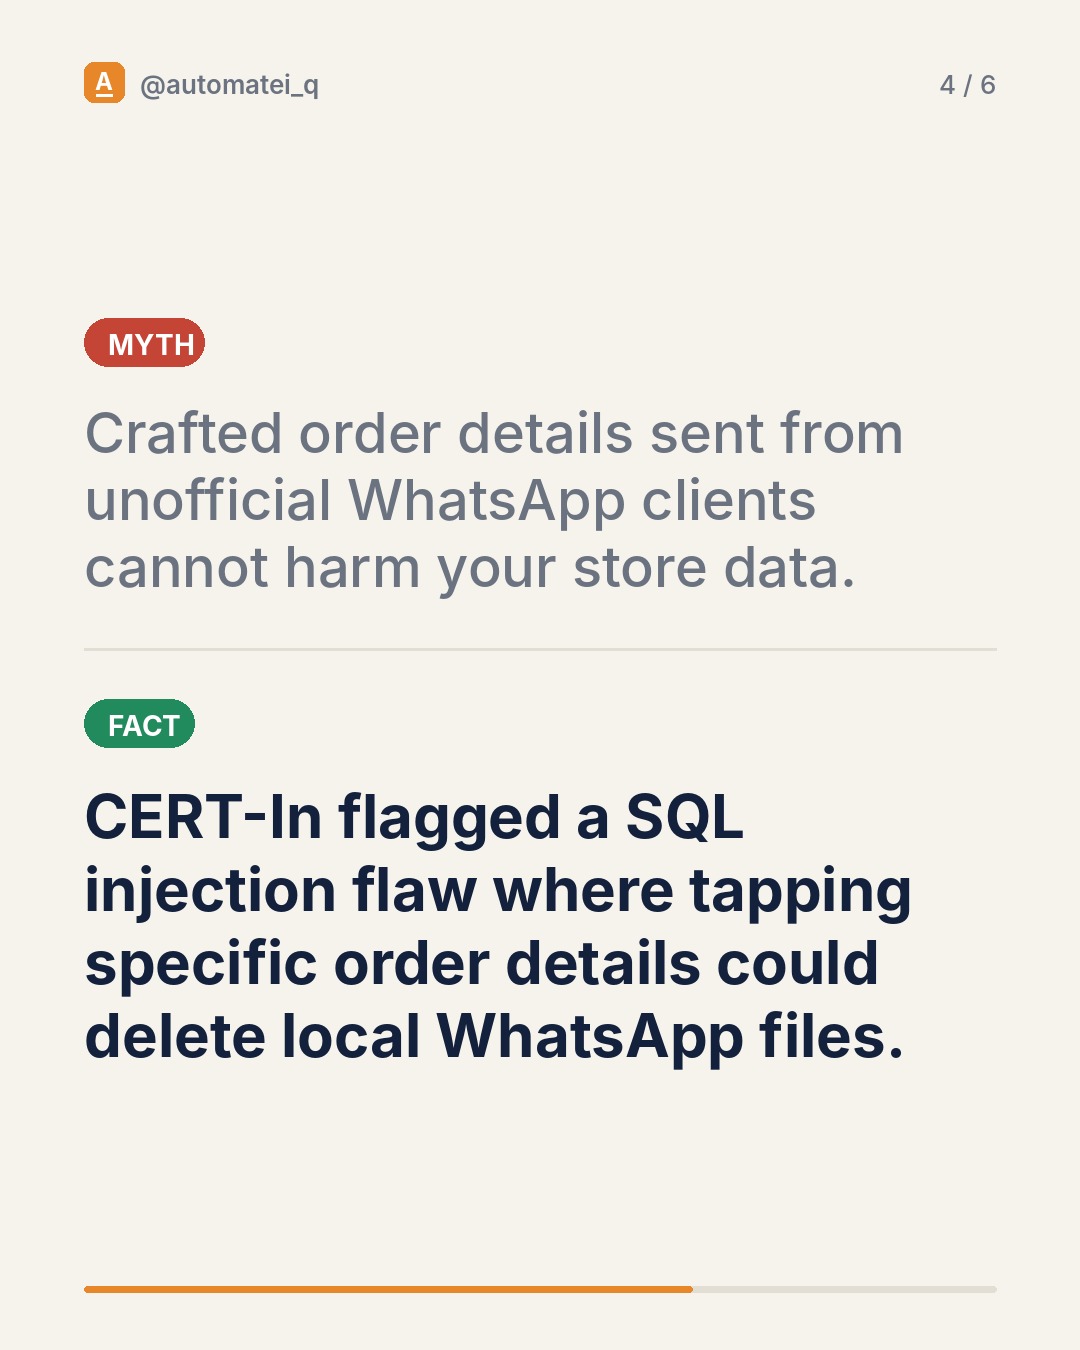 A @automatei_q 4 / 6
MYTH
Crafted order details sent from
unofficial WhatsApp clients
cannot harm your store data.
FACT
CERT-In flagged a SQL
injection flaw where tapping
specific order details could
delete local WhatsApp files.